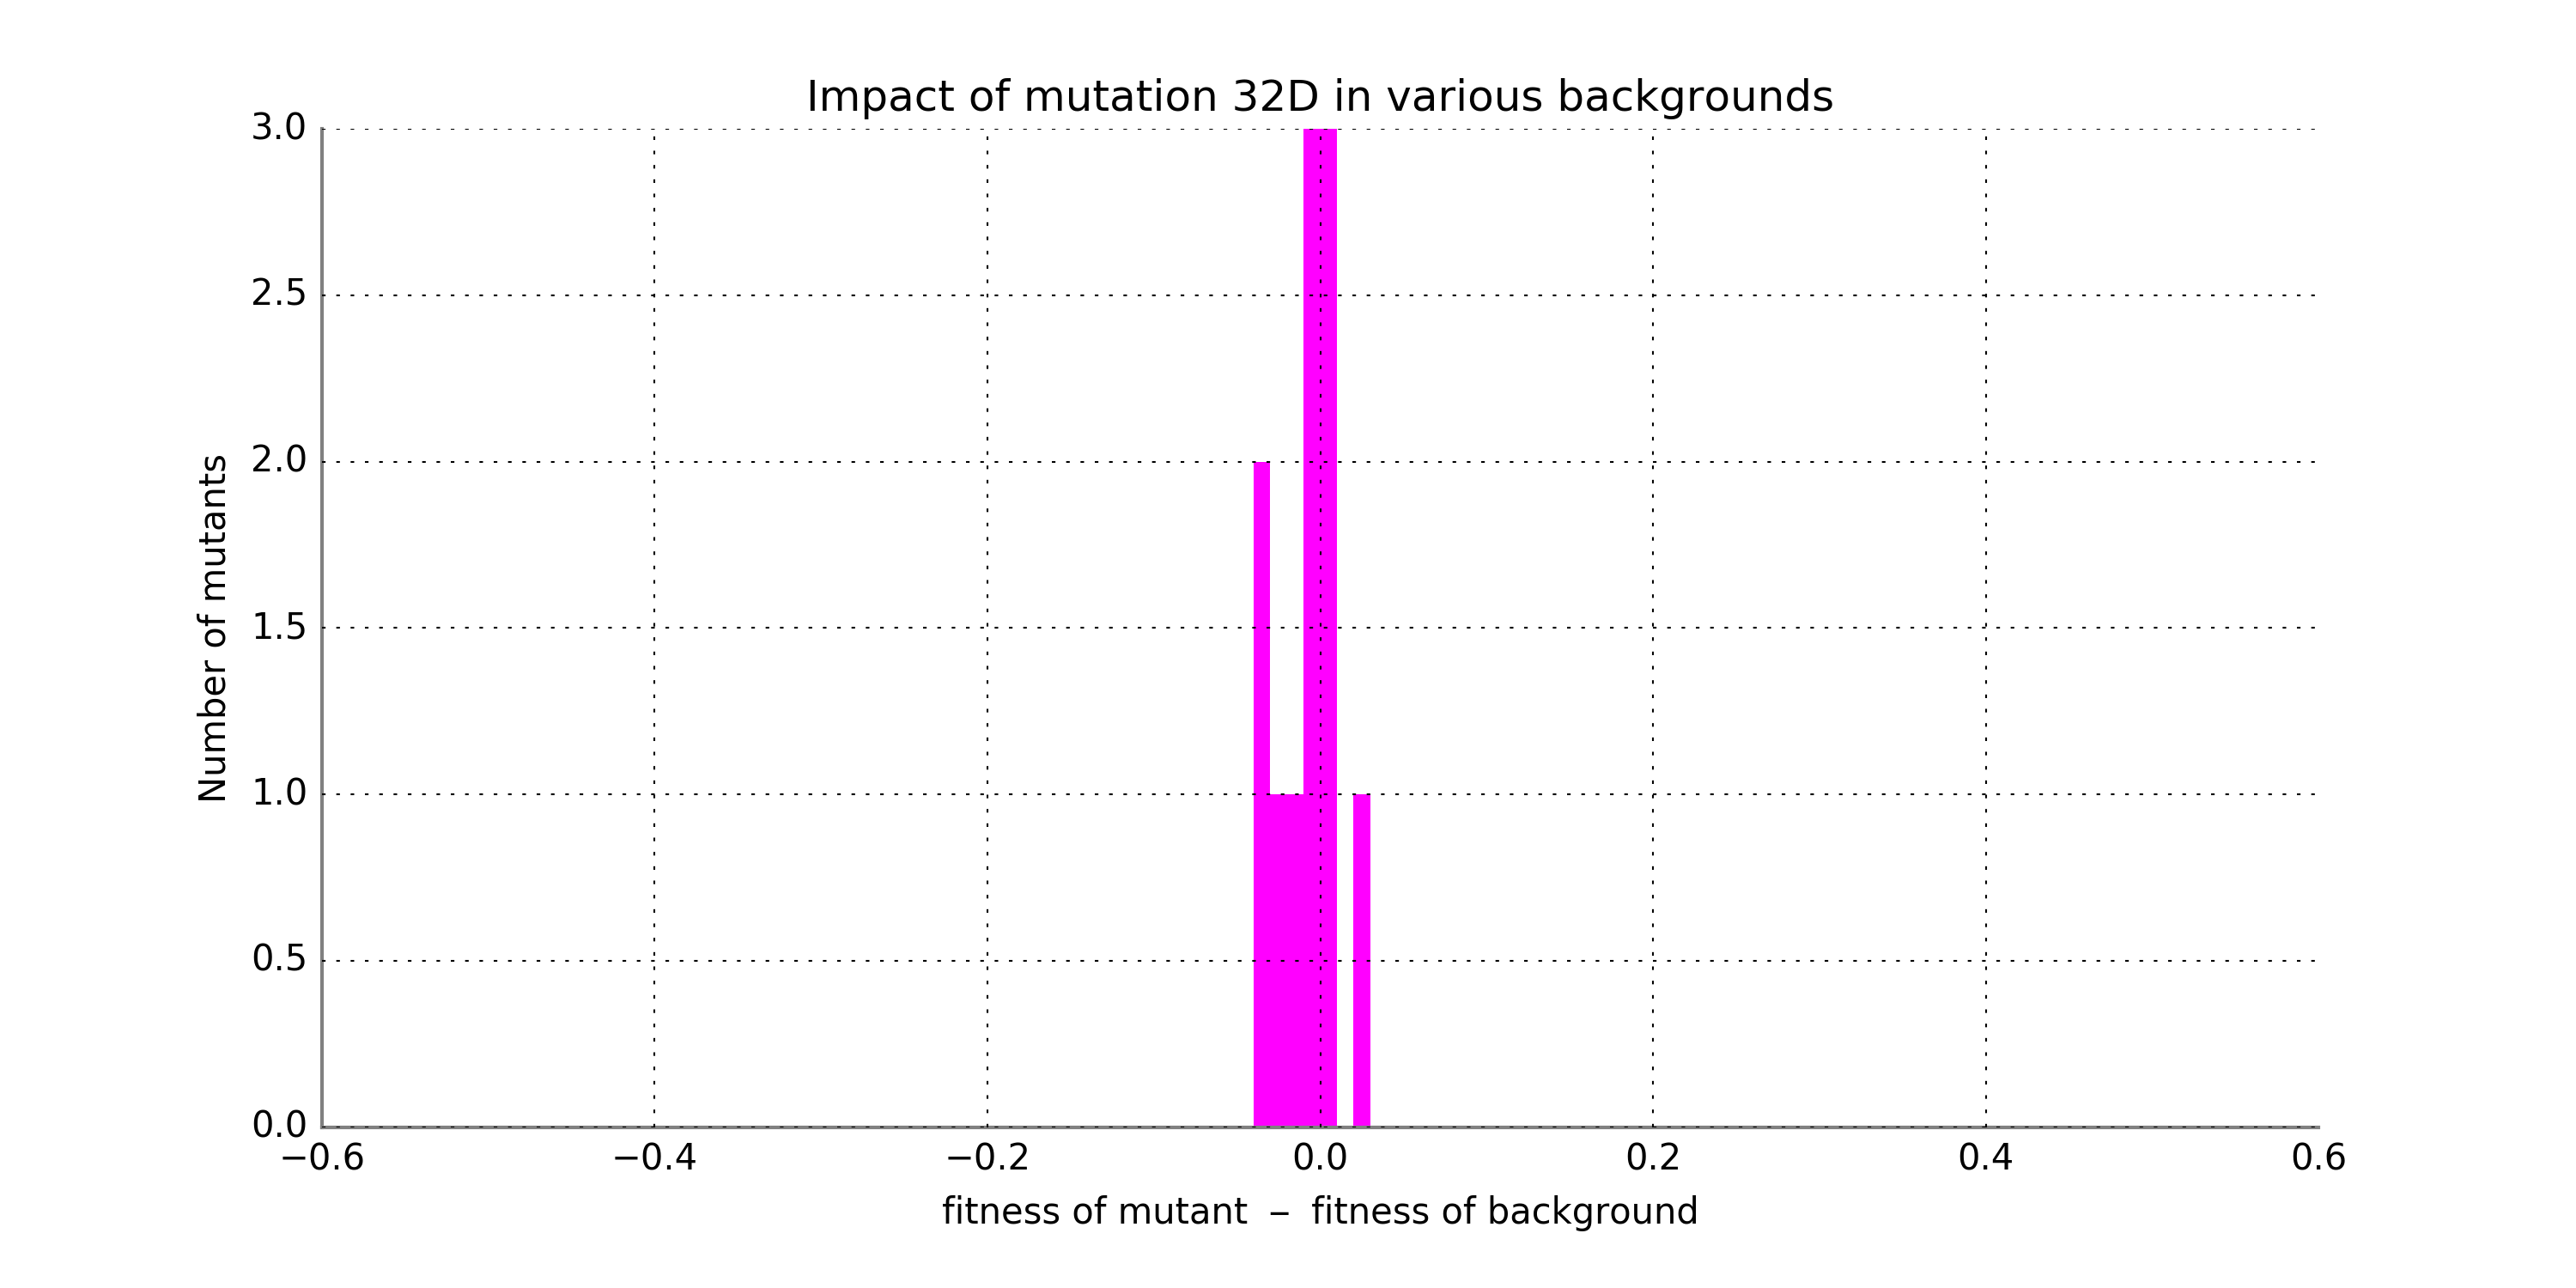 Impact of mutation 32D in various backgrounds
3.0
2.5
2.0
1.5
1.0
0.5
0.0
Number of mutants
−0.6 −0.4 −0.2 0.0 0.2 0.4 0.6
fitness of mutant − fitness of background